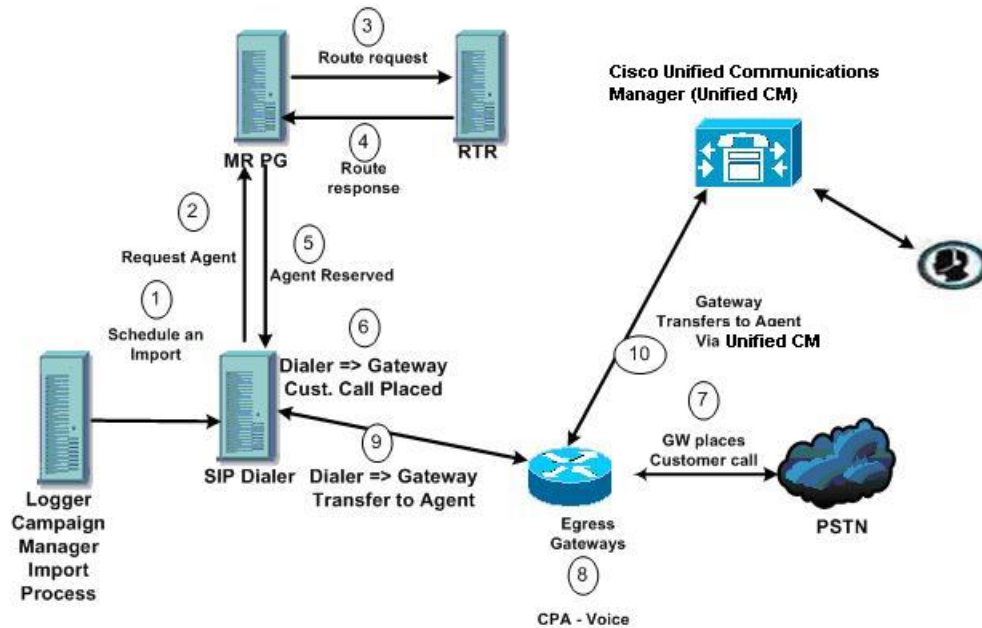 3
Route request
Cisco Unified Communications
Manager (Unified CM)
MR PG
4
Route
response
RTR
2
Request Agent
5
Agent Reserved
1
Schedule an
Import
6
Dialer => Gateway
Cust. Call Placed
Gateway
Transfers to Agent
Via Unified CM
10
7
GW places
Customer call
9
Dialer => Gateway
Transfer to Agent
SIP Dialer
Logger
Campaign
Manager
Import
Process
Egress
Gateways
8
CPA - Voice
PSTN